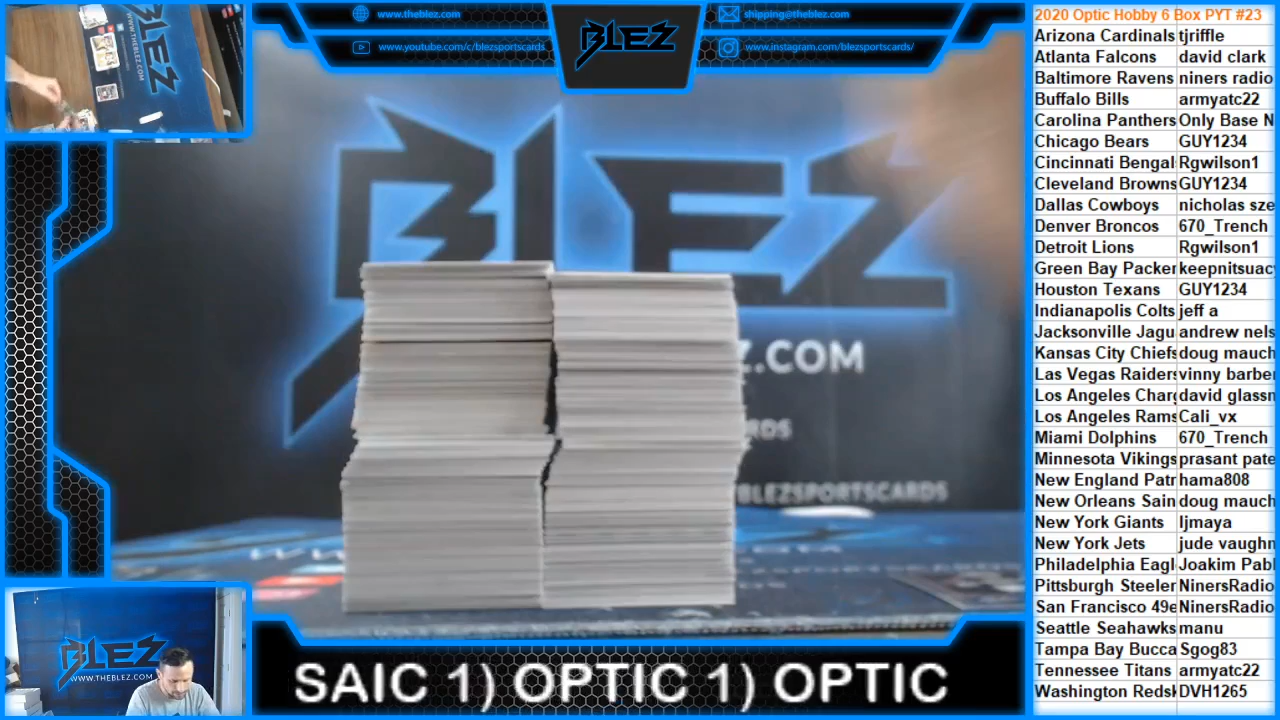 www.theblez.com
shipping@theblez.com
www.youtube.com/c/blezsportscards
www.instagram.com/blezsportscards/
BLEZ
BLEZ
BLEZ
Z.COM
RDS
BLEZSPORTSCARDS
BLEZ
WWW.THEBLEZ.COM
SAIC 1) OPTIC 1) OPTIC
2020 Optic Hobby 6 Box PYT #23
Arizona Cardinals tjriffle
Atlanta Falcons david clark
Baltimore Ravens niners radio
Buffalo Bills armyatc22
Carolina Panthers Only Base N
Chicago Bears GUY1234
Cincinnati Bengal Rgwilson1
Cleveland Browns GUY1234
Dallas Cowboys nicholas sze
Denver Broncos 670_Trench
Detroit Lions Rgwilson1
Green Bay Packer keepnitsuac
Houston Texans GUY1234
Indianapolis Colts jeff a
Jacksonville Jagu andrew nels
Kansas City Chiefs doug mauch
Las Vegas Raiders vinny barber
Los Angeles Char david glassn
Los Angeles Rams Cali_vx
Miami Dolphins 670_Trench
Minnesota Vikings prasant pate
New England Patr hama808
New Orleans Sain doug mauch
New York Giants ljmaya
New York Jets jude vaughn
Philadelphia Eagl Joakim Pabl
Pittsburgh Steeler NinersRadio
San Francisco 49e NinersRadio
Seattle Seahawks manu
Tampa Bay Bucca Sgog83
Tennessee Titans armyatc22
Washington Redsk DVH1265